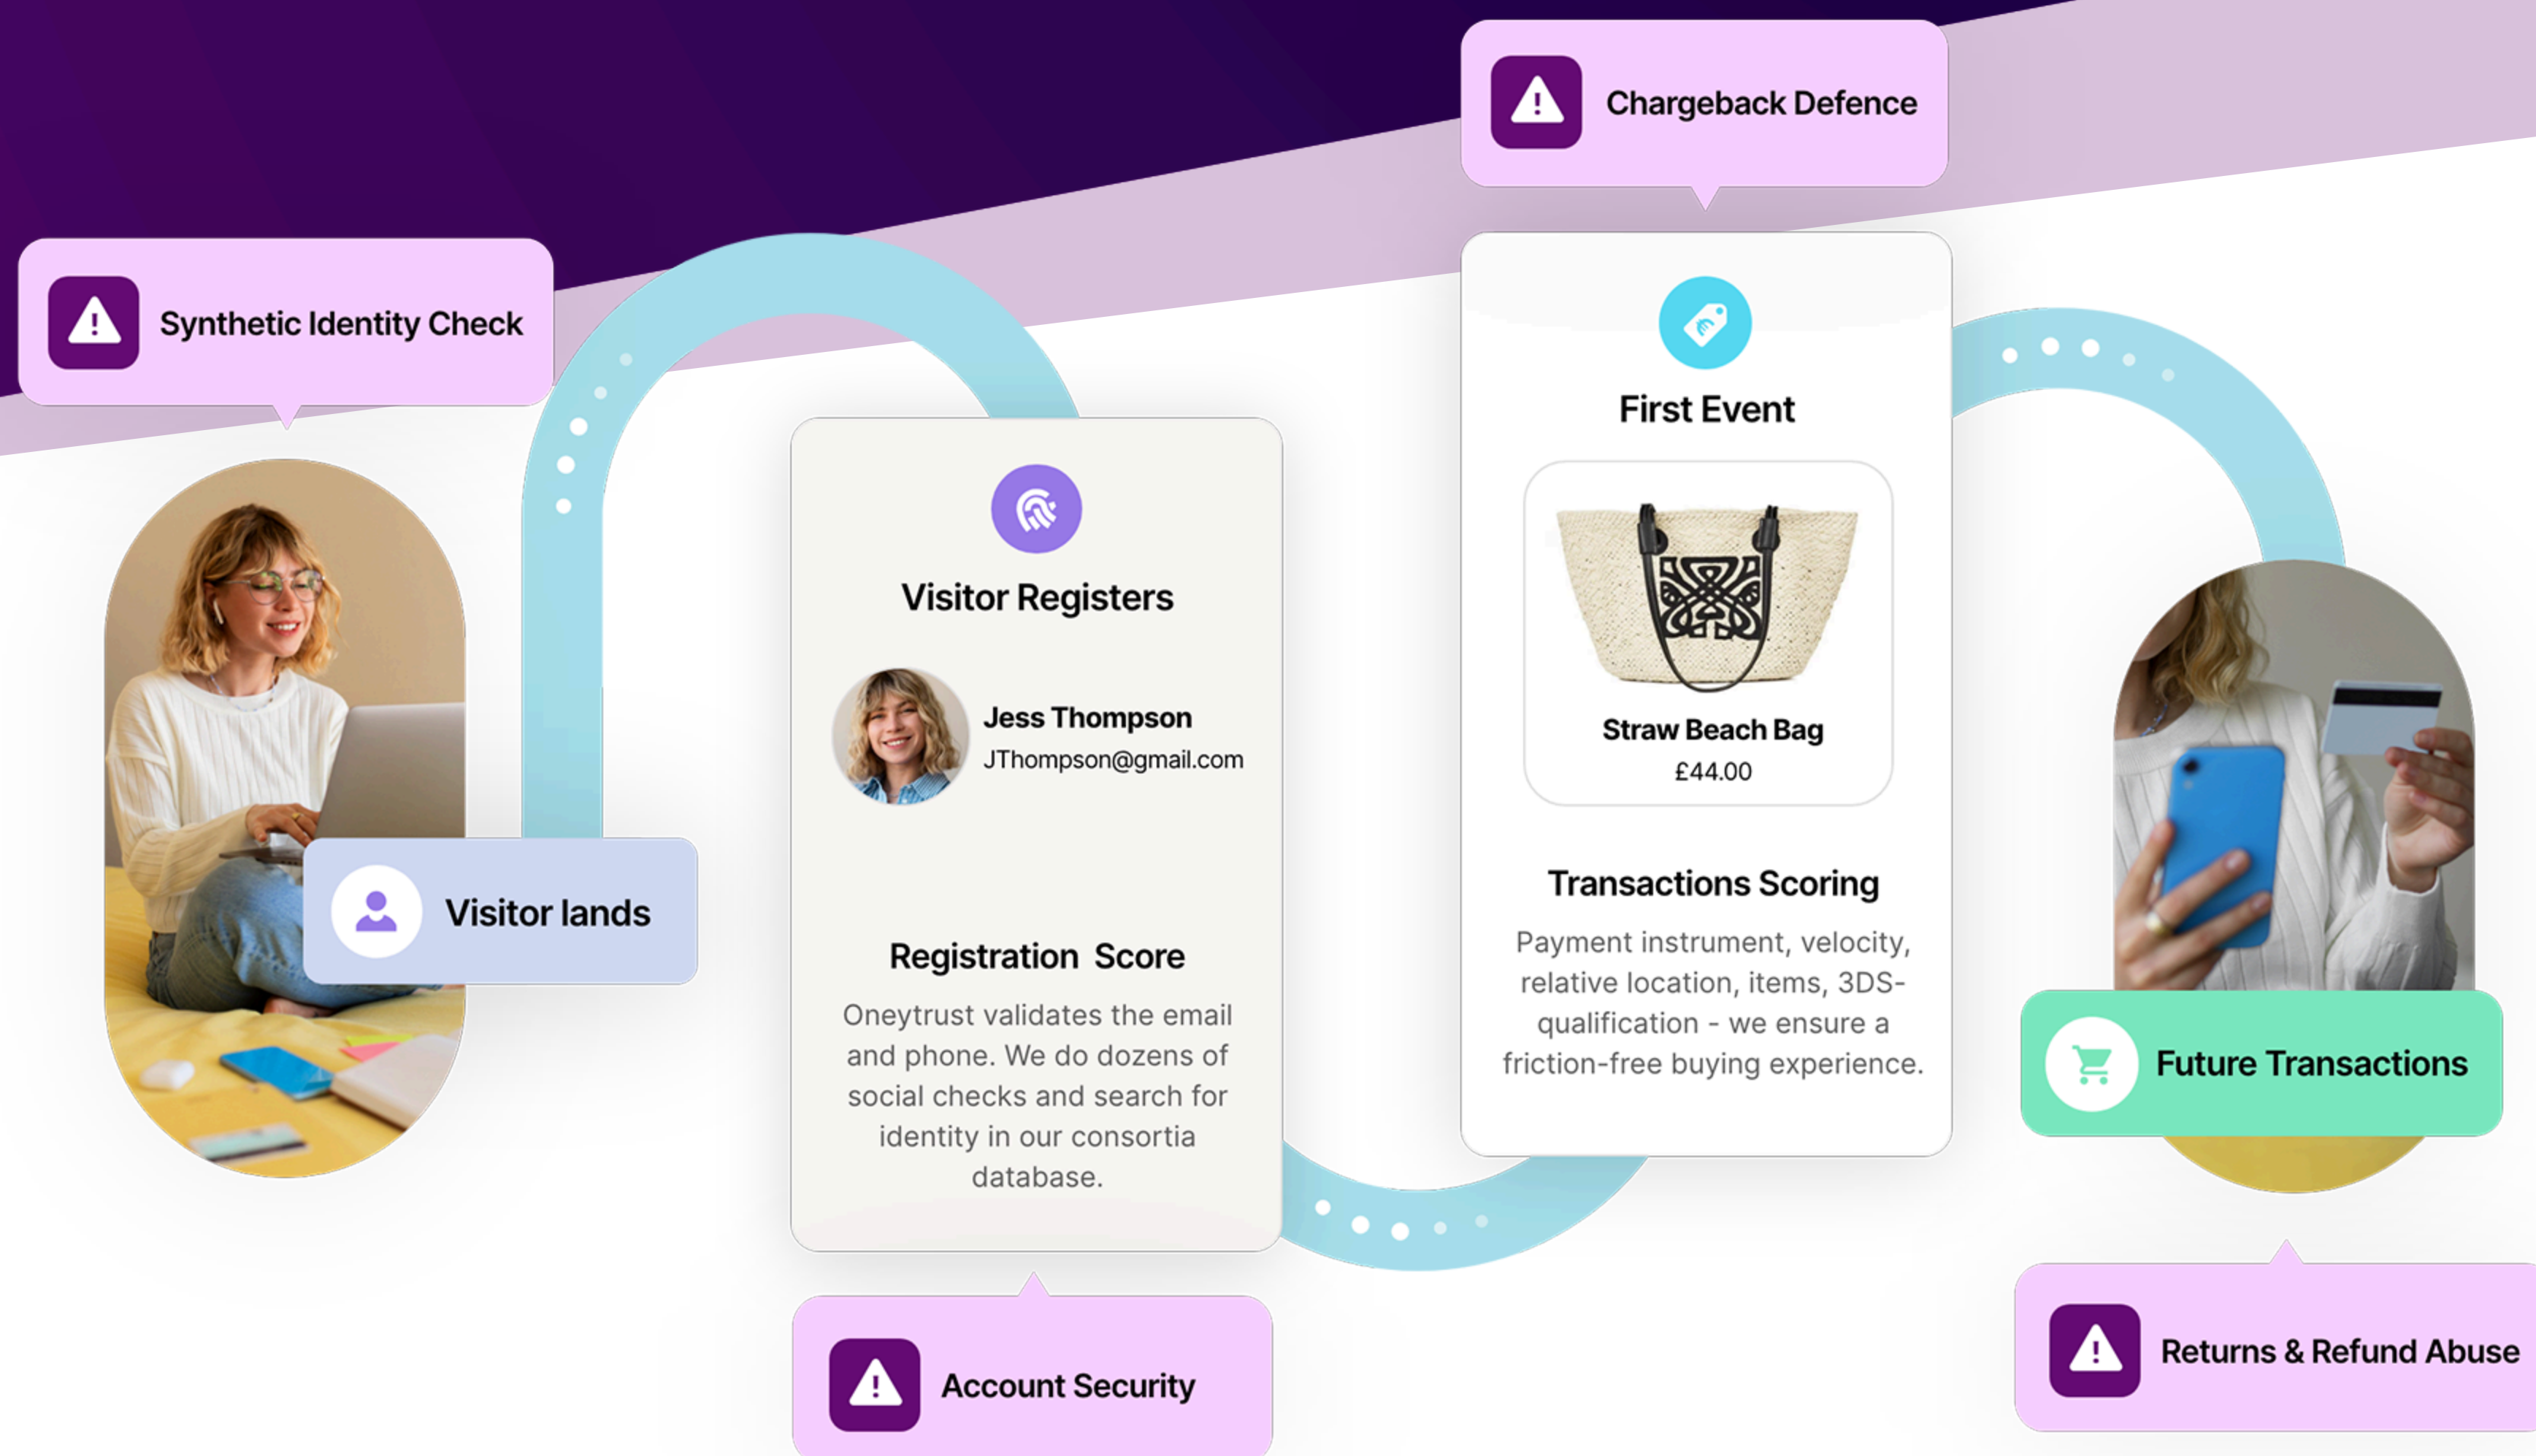 Synthetic Identity Check
Visitor lands
Visitor Registers
Jess Thompson
JThompson@gmail.com
Registration Score
Oneytrust validates the email
and phone. We do dozens of
social checks and search for
identity in our consortia
database.
Account Security
Chargeback Defence
First Event
Straw Beach Bag
£44.00
Transactions Scoring
Payment instrument, velocity,
relative location, items, 3DS-
qualification - we ensure a
friction-free buying experience.
Future Transactions
Returns & Refund Abuse